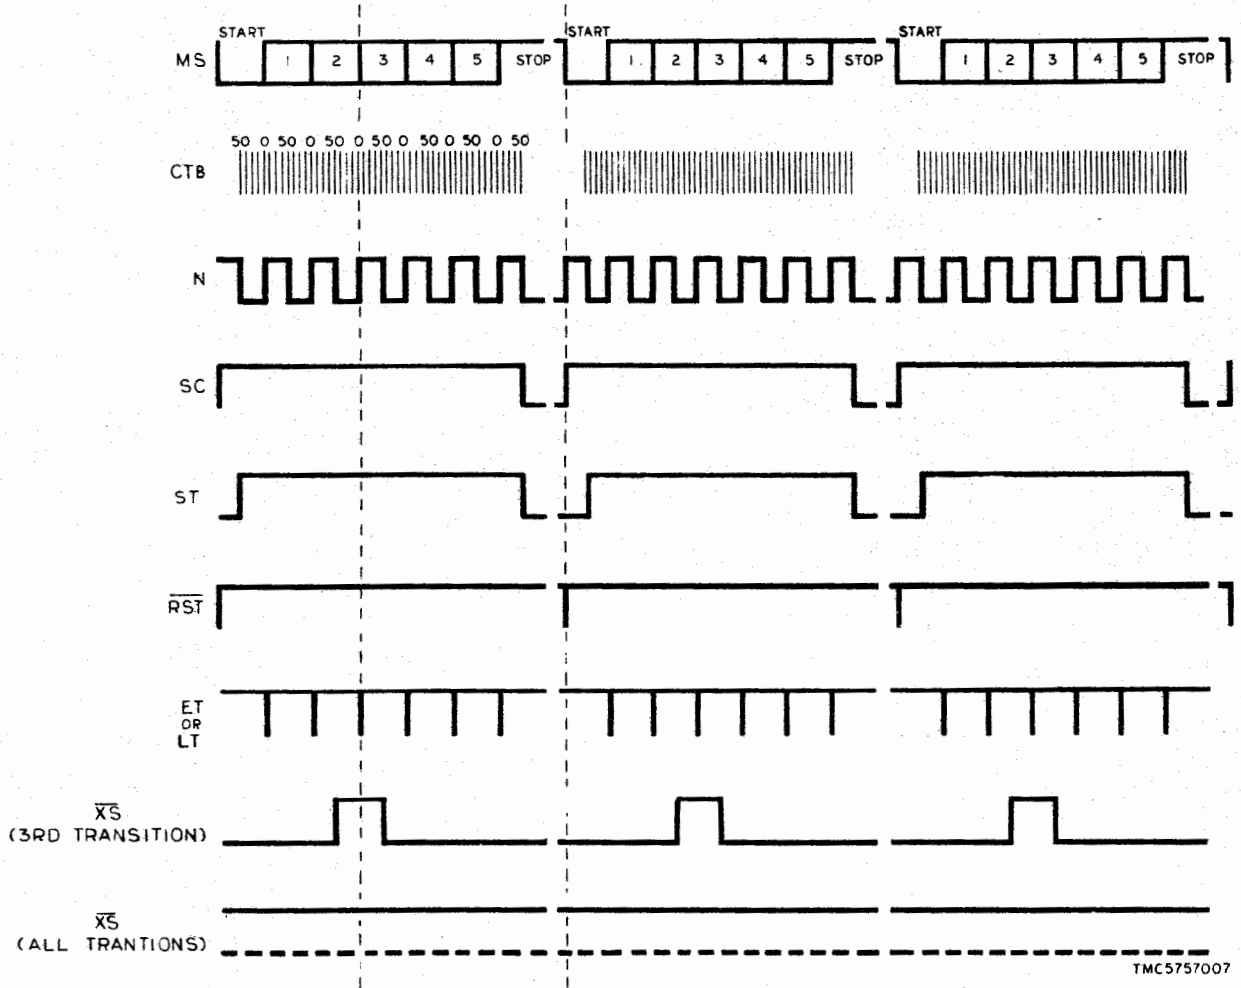 START START START
MS 1 2 3 4 5 STOP 1 2 3 4 5 STOP 1 2 3 4 5 STOP
50 0 50 0 50 0 50 0 50 0 50 0 50
CTB
N
SC
ST
RST
ET
OR
LT
XS
(3RD TRANSITION)
XS
(ALL TRANTIONS)
TMC5757007